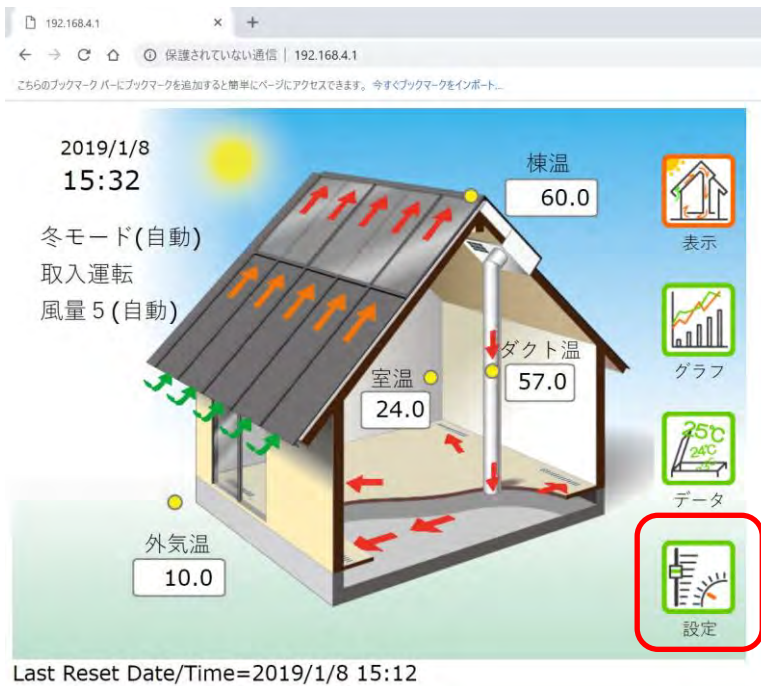 192.168.4.1
保護されていない通信 | 192.168.4.1
こちらのブックマーク バーにブックマークを追加すると簡単にページにアクセスできます。 今すぐブックマークをインポート...
2019/1/8
15:32
冬モード(自動)
取入運転
風量5(自動)
棟温
60.0
表示
グラフ
ダクト温
57.0
室温
24.0
25℃
24℃
データ
外気温
10.0
設定
Last Reset Date/Time=2019/1/8 15:12